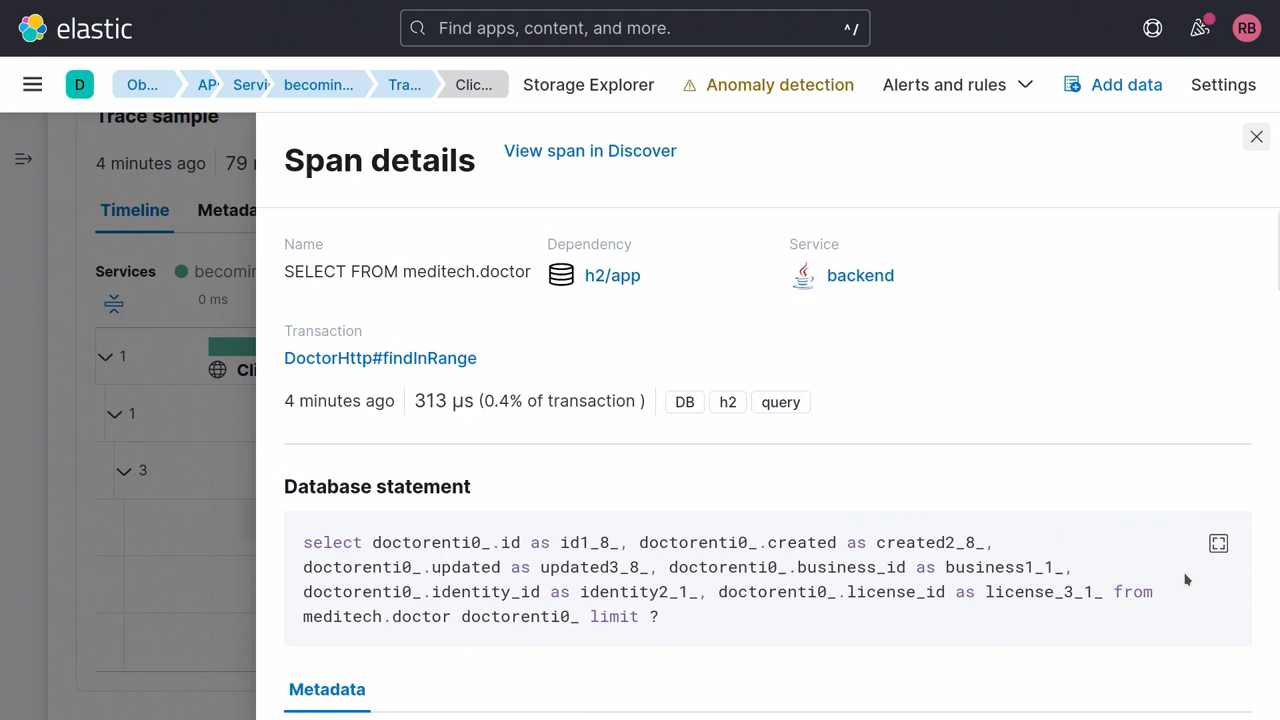 elastic
Find apps, content, and more.
^/
RB
D
Ob...
AP
Servi
becomin...
Tra...
Clic...
Storage Explorer
Anomaly detection
Alerts and rules
Add data
Settings
Trace sample
4 minutes ago
79
Timeline
Metada
Services
becomin
0 ms
1
Cli
1
3
Span details
View span in Discover
Name
Dependency
Service
SELECT FROM meditech.doctor
h2/app
backend
Transaction
DoctorHttp#findInRange
4 minutes ago
313 μs (0.4% of transaction )
DB
h2
query
Database statement
select doctorenti0_.id as id1_8_, doctorenti0_.created as created2_8_,
doctorenti0_.updated as updated3_8_, doctorenti0_.business_id as business1_1_,
doctorenti0_.identity_id as identity2_1_, doctorenti0_.license_id as license_3_1_ from
meditech.doctor doctorenti0_ limit ?
Metadata